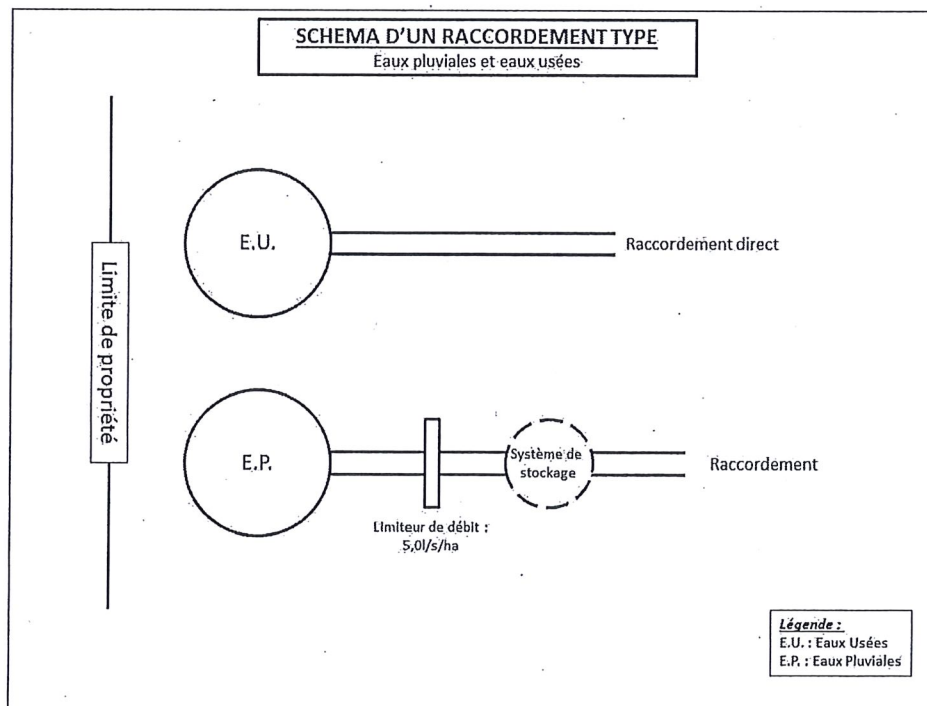 SCHEMA D'UN RACCORDEMENT TYPE
Eaux pluviales et eaux usées
Limite de propriété
E.U.
Raccordement direct
E.P.
Système de
stockage
Raccordement
Limiteur de débit :
5,0l/s/ha
Légende :
E.U. : Eaux Usées
E.P. : Eaux Pluviales